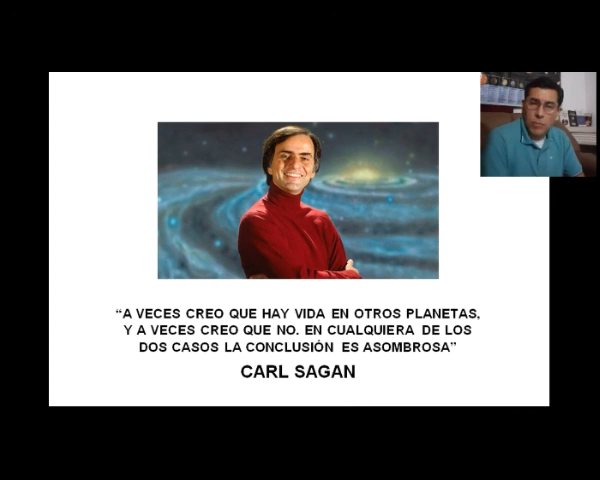 “A VECES CREO QUE HAY VIDA EN OTROS PLANETAS,
Y A VECES CREO QUE NO. EN CUALQUIERA DE LOS
DOS CASOS LA CONCLUSIÓN ES ASOMBROSA”
CARL SAGAN